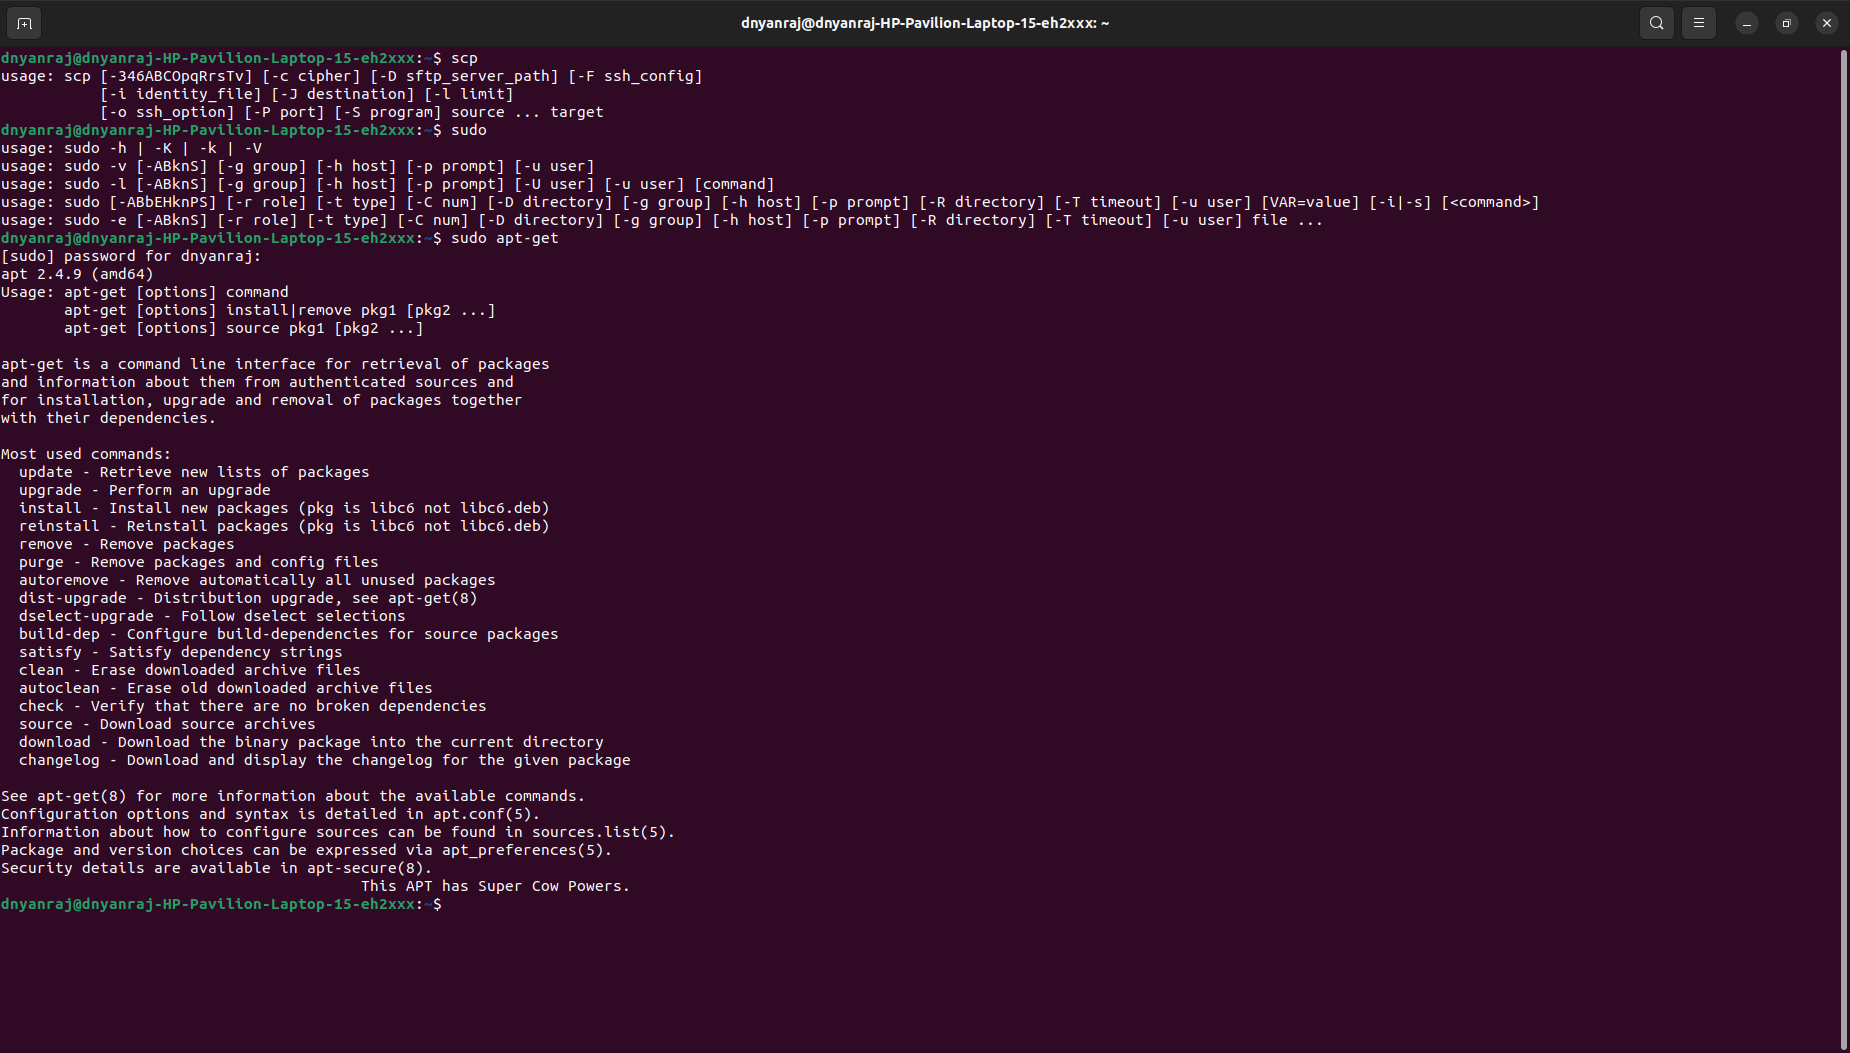 dnyanraj@dnyanraj-HP-Pavilion-Laptop-15-eh2xxx: ~
dnyanraj@dnyanraj-HP-Pavilion-Laptop-15-eh2xxx:~$ scp
usage: scp [-346ABCOpqRrsTv] [-c cipher] [-D sftp_server_path] [-F ssh_config]
           [-i identity_file] [-J destination] [-l limit]
           [-o ssh_option] [-P port] [-S program] source ... target
dnyanraj@dnyanraj-HP-Pavilion-Laptop-15-eh2xxx:~$ sudo
usage: sudo -h | -K | -k | -V
usage: sudo -v [-ABknS] [-g group] [-h host] [-p prompt] [-u user]
usage: sudo -l [-ABknS] [-g group] [-h host] [-p prompt] [-U user] [-u user] [command]
usage: sudo [-ABbEHknPS] [-r role] [-t type] [-C num] [-D directory] [-g group] [-h host] [-p prompt] [-R directory] [-T timeout] [-u user] [VAR=value] [-i|-s] [<command>]
usage: sudo -e [-ABknS] [-r role] [-t type] [-C num] [-D directory] [-g group] [-h host] [-p prompt] [-R directory] [-T timeout] [-u user] file ...
dnyanraj@dnyanraj-HP-Pavilion-Laptop-15-eh2xxx:~$ sudo apt-get
[sudo] password for dnyanraj:
apt 2.4.9 (amd64)
Usage: apt-get [options] command
       apt-get [options] install|remove pkg1 [pkg2 ...]
       apt-get [options] source pkg1 [pkg2 ...]

apt-get is a command line interface for retrieval of packages
and information about them from authenticated sources and
for installation, upgrade and removal of packages together
with their dependencies.

Most used commands:
  update - Retrieve new lists of packages
  upgrade - Perform an upgrade
  install - Install new packages (pkg is libc6 not libc6.deb)
  reinstall - Reinstall packages (pkg is libc6 not libc6.deb)
  remove - Remove packages
  purge - Remove packages and config files
  autoremove - Remove automatically all unused packages
  dist-upgrade - Distribution upgrade, see apt-get(8)
  dselect-upgrade - Follow dselect selections
  build-dep - Configure build-dependencies for source packages
  satisfy - Satisfy dependency strings
  clean - Erase downloaded archive files
  autoclean - Erase old downloaded archive files
  check - Verify that there are no broken dependencies
  source - Download source archives
  download - Download the binary package into the current directory
  changelog - Download and display the changelog for the given package

See apt-get(8) for more information about the available commands.
Configuration options and syntax is detailed in apt.conf(5).
Information about how to configure sources can be found in sources.list(5).
Package and version choices can be expressed via apt_preferences(5).
Security details are available in apt-secure(8).
                                        This APT has Super Cow Powers.
dnyanraj@dnyanraj-HP-Pavilion-Laptop-15-eh2xxx:~$